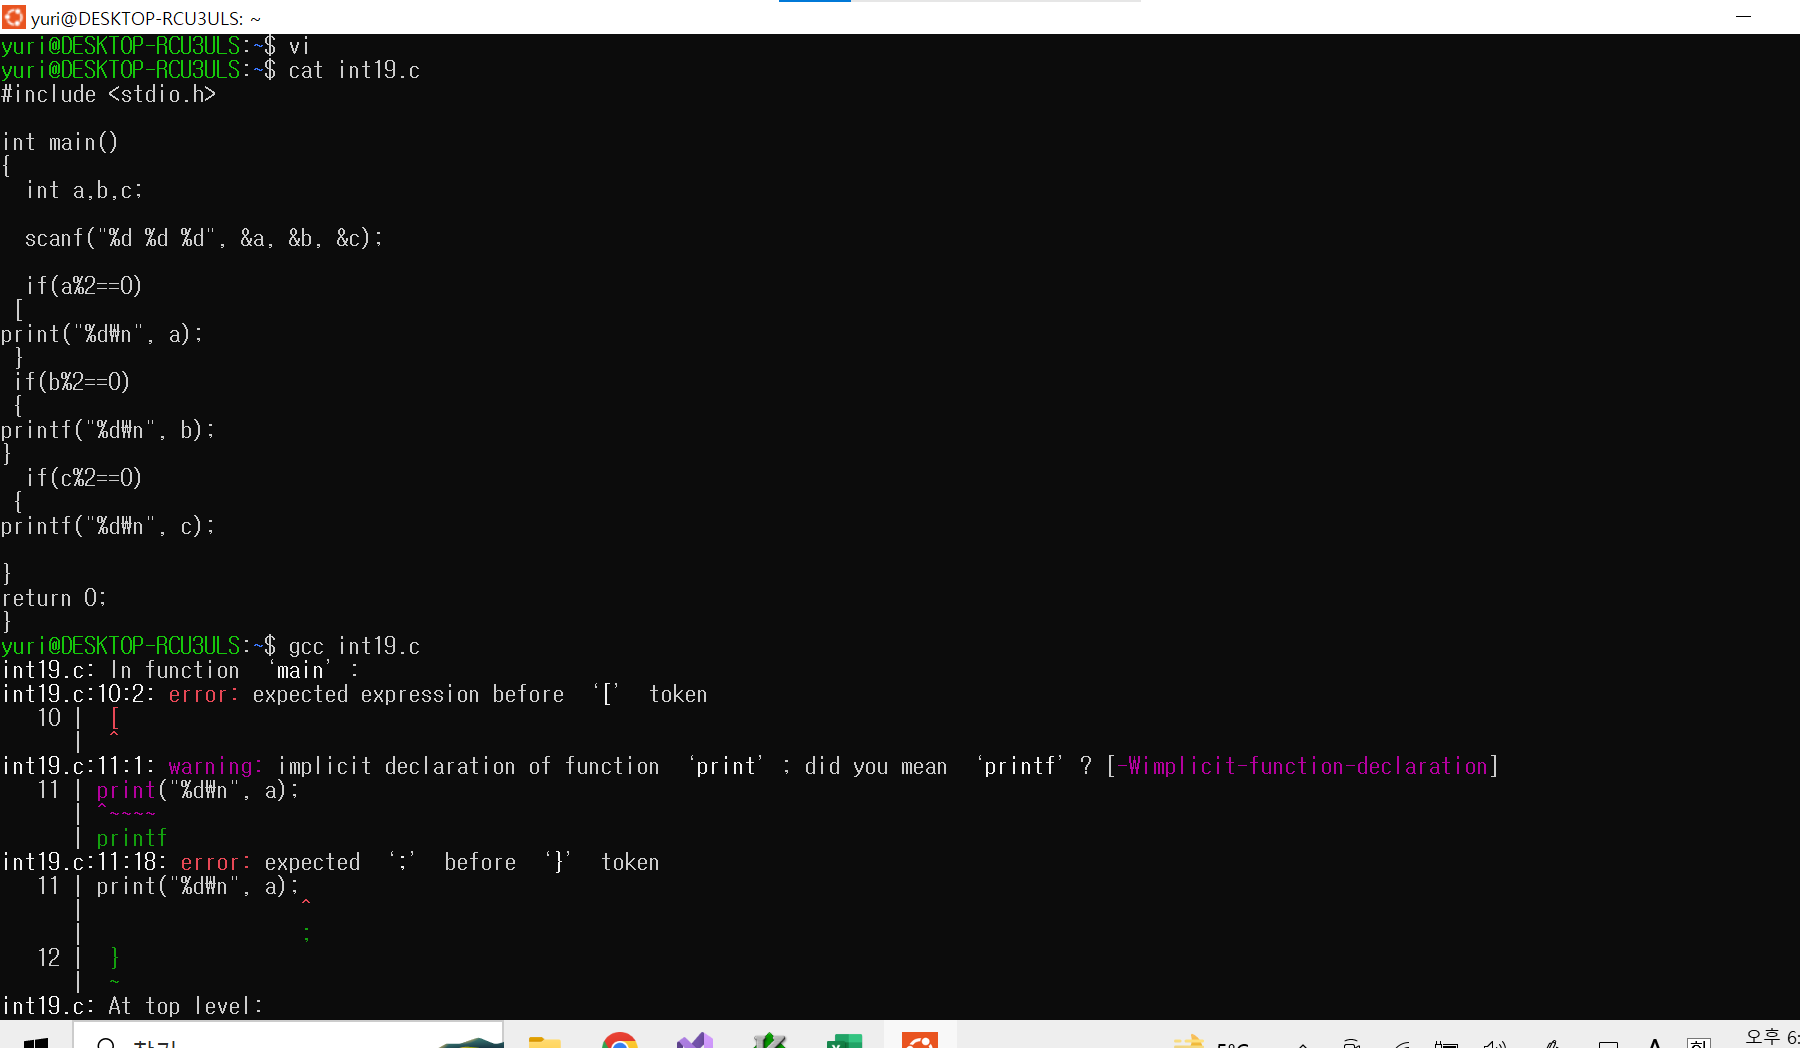 yuri@DESKTOP-RCU3ULS: ~
yuri@DESKTOP-RCU3ULS:~$ vi
yuri@DESKTOP-RCU3ULS:~$ cat int19.c
#include <stdio.h>
int main()
{
int a,b,c;
scanf("%d %d %d", &a, &b, &c);
if(a%2==0)
[
print("%d₩n", a);
}
if(b%2==0)
{
printf("%d₩n", b);
}
if(c%2==0)
{
printf("%d₩n", c);
}
return 0;
}
yuri@DESKTOP-RCU3ULS:~$ gcc int19.c
int19.c: In function ‘main’:
int19.c:10:2: error: expected expression before ‘[’ token
10 | [
| ^
int19.c:11:1: warning: implicit declaration of function ‘print’; did you mean ‘printf’? [-Wimplicit-function-declaration]
11 | print("%d₩n", a);
| ^~~~~
| printf
int19.c:11:18: error: expected ‘;’ before ‘}’ token
11 | print("%d₩n", a);
| ^
| ;
12 | }
| ~
int19.c: At top level:
5°C
A
오후 6: